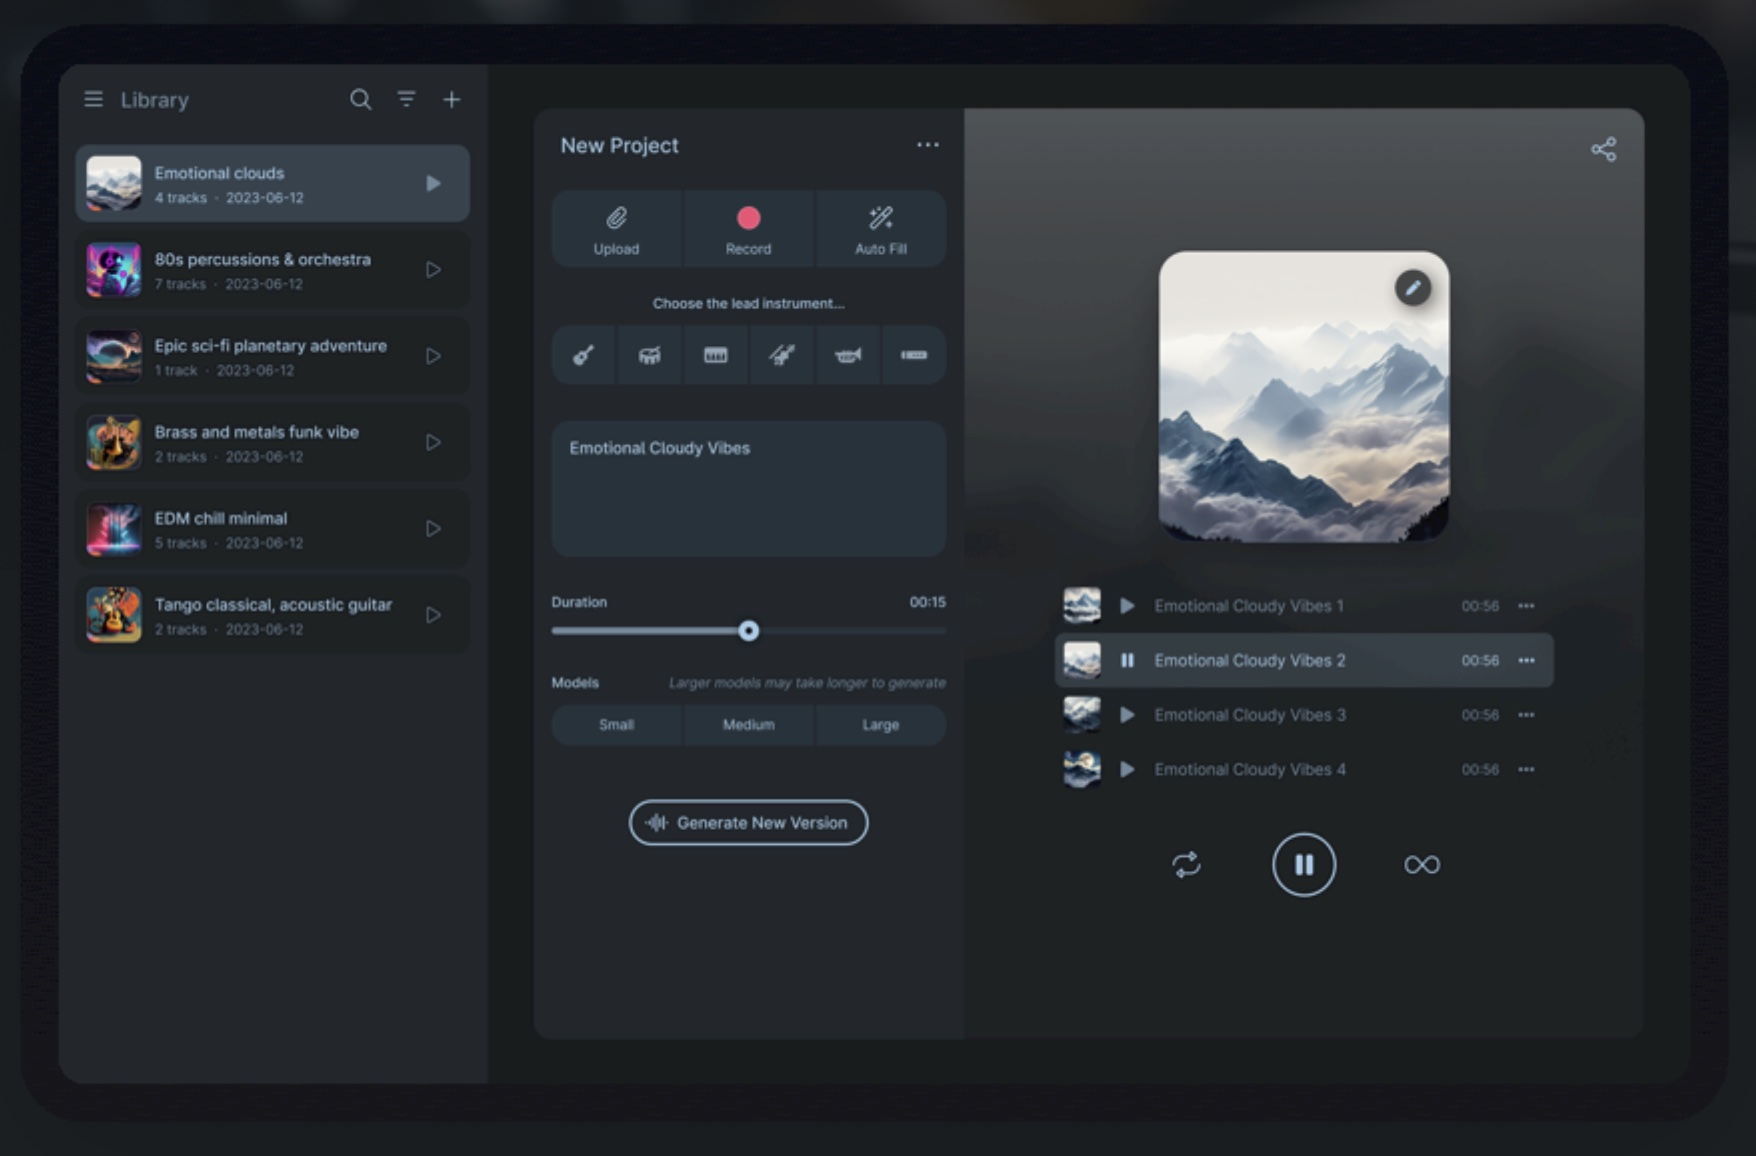 Library
Emotional clouds
4 tracks · 2023-06-12
80s percussions & orchestra
7 tracks · 2023-06-12
Epic sci-fi planetary adventure
1 track · 2023-06-12
Brass and metals funk vibe
2 tracks · 2023-06-12
EDM chill minimal
5 tracks · 2023-06-12
Tango classical, acoustic guitar
2 tracks · 2023-06-12
New Project
Upload Record Auto Fill
Choose the lead instrument...
Emotional Cloudy Vibes
Duration 00:15
Models Larger models may take longer to generate
Small Medium Large
Generate New Version
Emotional Cloudy Vibes 1 00:56
Emotional Cloudy Vibes 2 00:56
Emotional Cloudy Vibes 3 00:56
Emotional Cloudy Vibes 4 00:56